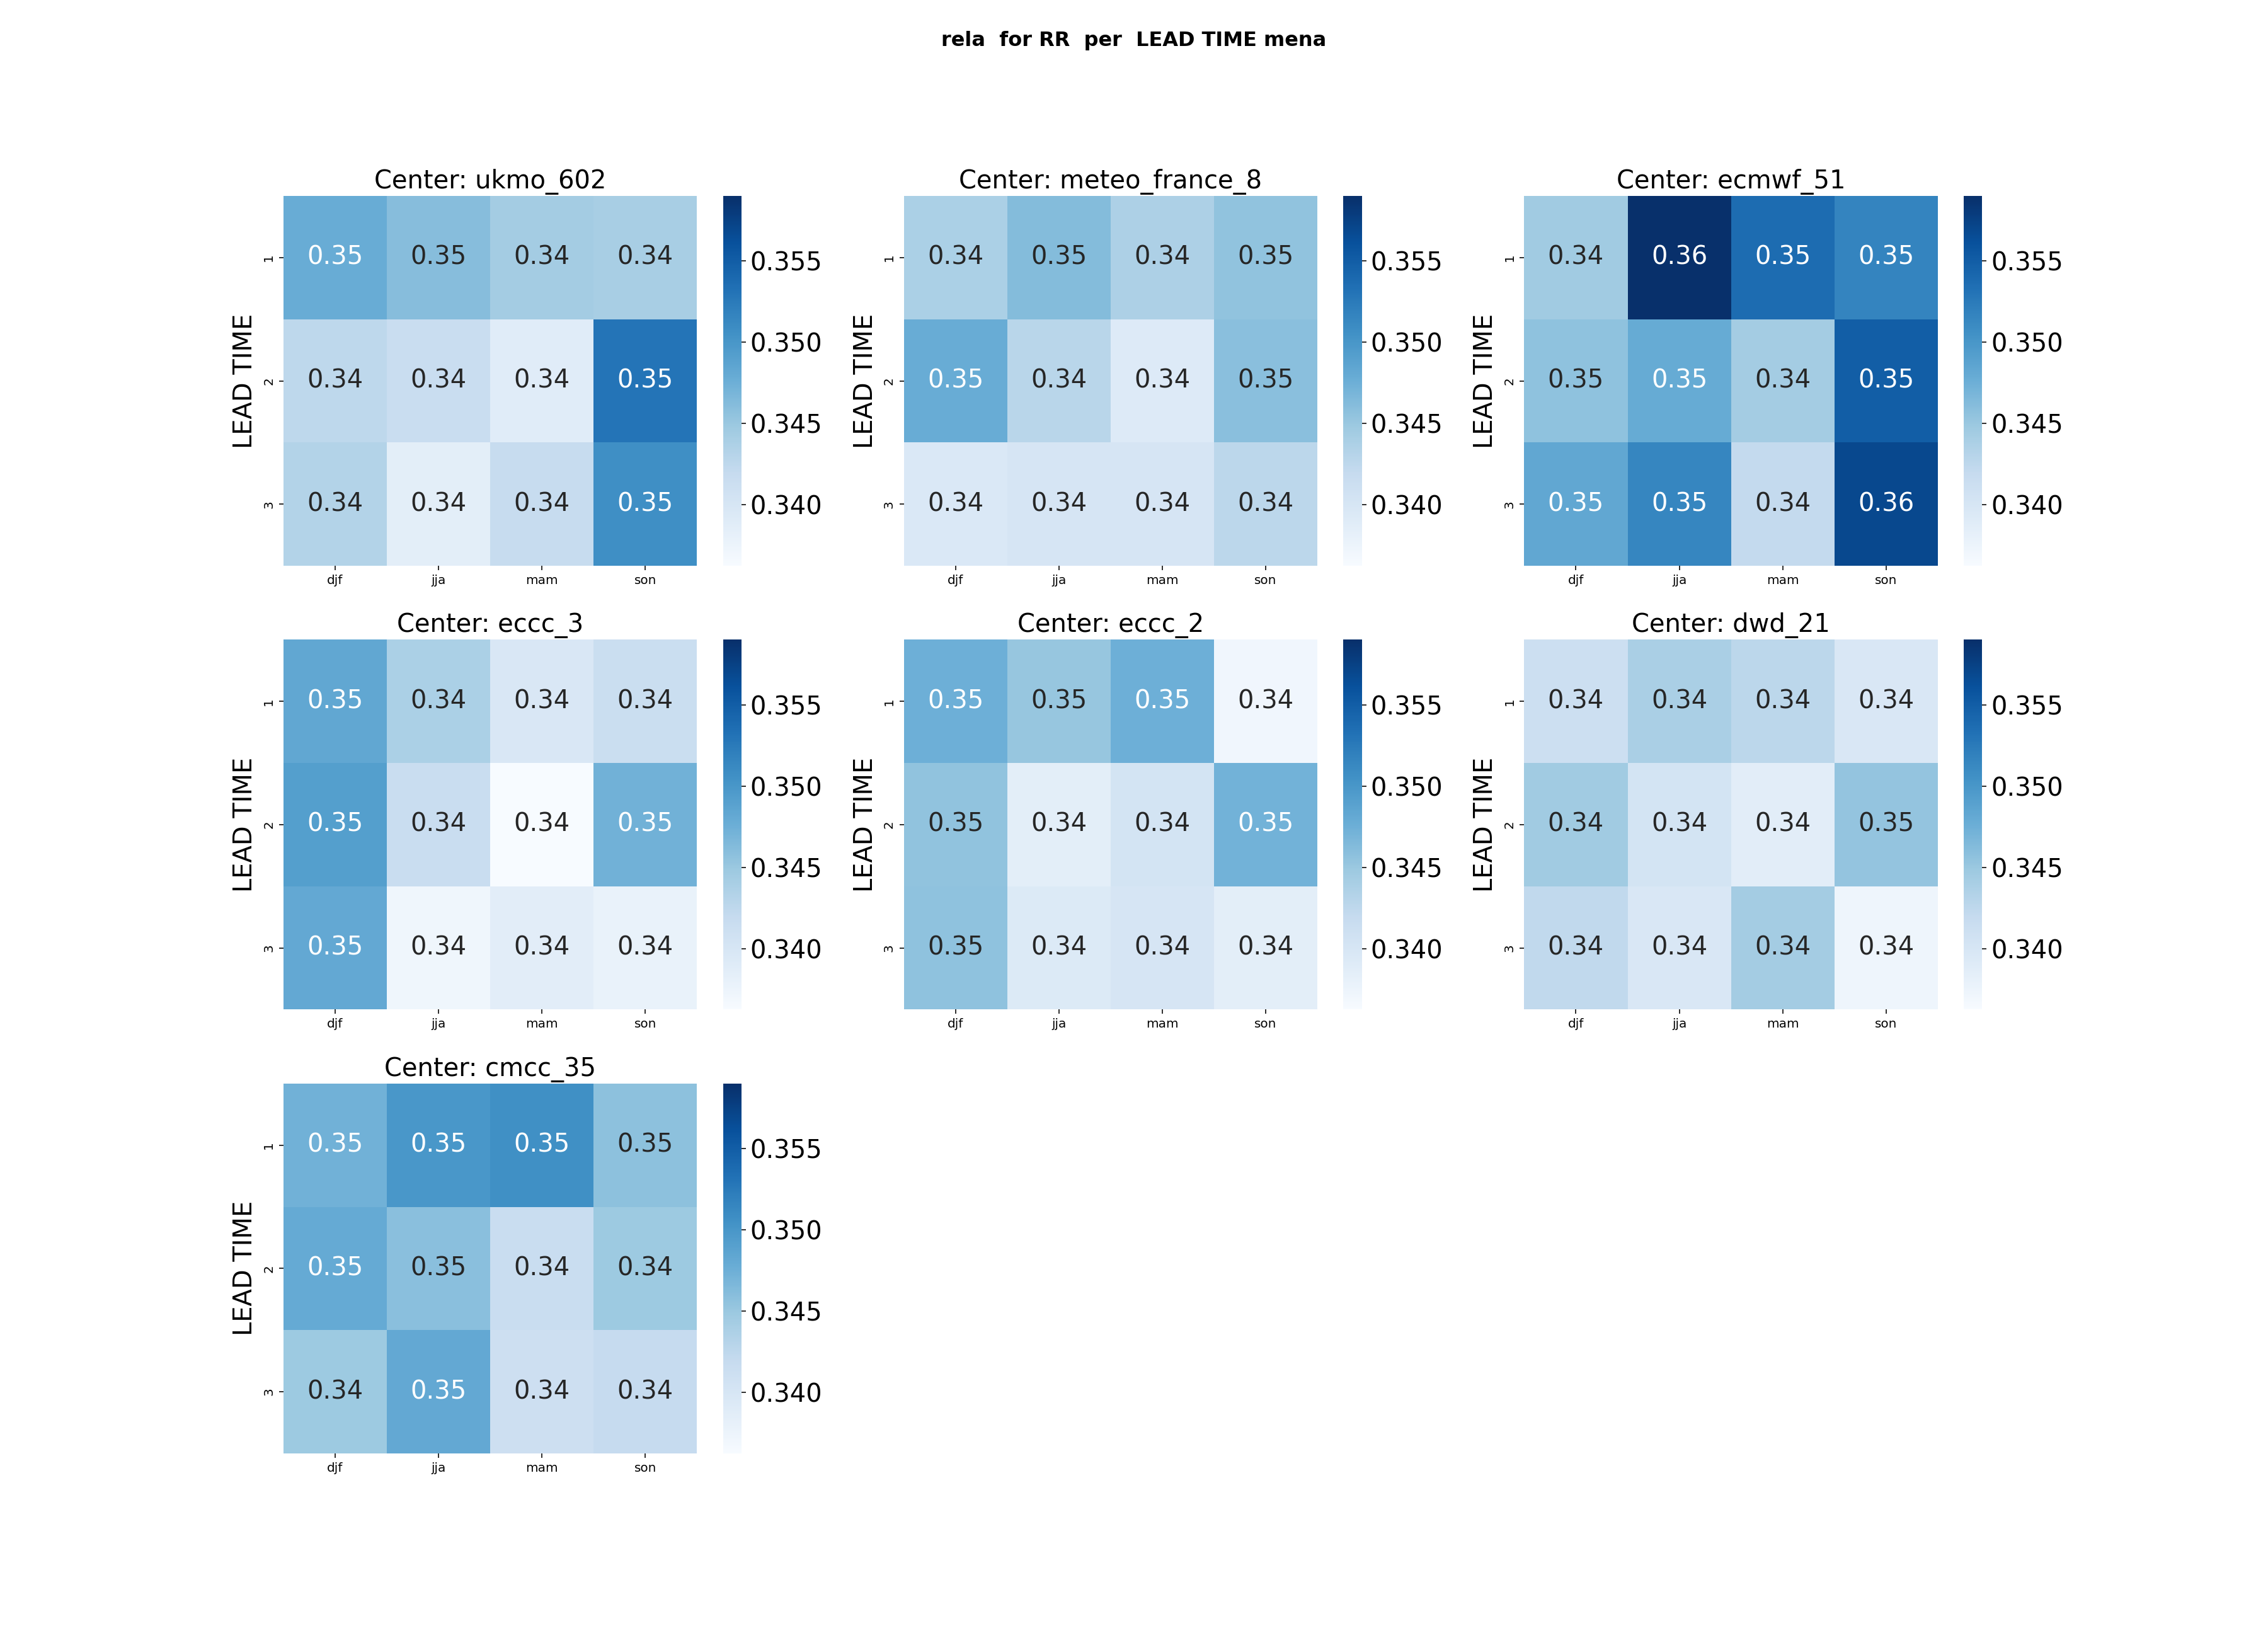 rela  for RR  per  LEAD TIME mena
Center: ukmo_602
LEAD TIME
1
0.35 0.35 0.34 0.34
2
0.34 0.34 0.34 0.35
3
0.34 0.34 0.34 0.35
djf jja mam son
0.355
0.350
0.345
0.340
Center: meteo_france_8
LEAD TIME
1
0.34 0.35 0.34 0.35
2
0.35 0.34 0.34 0.35
3
0.34 0.34 0.34 0.34
djf jja mam son
0.355
0.350
0.345
0.340
Center: ecmwf_51
LEAD TIME
1
0.34 0.36 0.35 0.35
2
0.35 0.35 0.34 0.35
3
0.35 0.35 0.34 0.36
djf jja mam son
0.355
0.350
0.345
0.340
Center: eccc_3
LEAD TIME
1
0.35 0.34 0.34 0.34
2
0.35 0.34 0.34 0.35
3
0.35 0.34 0.34 0.34
djf jja mam son
0.355
0.350
0.345
0.340
Center: eccc_2
LEAD TIME
1
0.35 0.35 0.35 0.34
2
0.35 0.34 0.34 0.35
3
0.35 0.34 0.34 0.34
djf jja mam son
0.355
0.350
0.345
0.340
Center: dwd_21
LEAD TIME
1
0.34 0.34 0.34 0.34
2
0.34 0.34 0.34 0.35
3
0.34 0.34 0.34 0.34
djf jja mam son
0.355
0.350
0.345
0.340
Center: cmcc_35
LEAD TIME
1
0.35 0.35 0.35 0.35
2
0.35 0.35 0.34 0.34
3
0.34 0.35 0.34 0.34
djf jja mam son
0.355
0.350
0.345
0.340